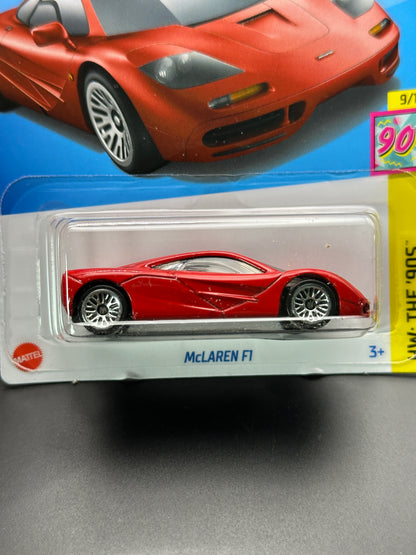 9/1
90
HW: THE '90s
MATTEL
McLAREN F1
3+